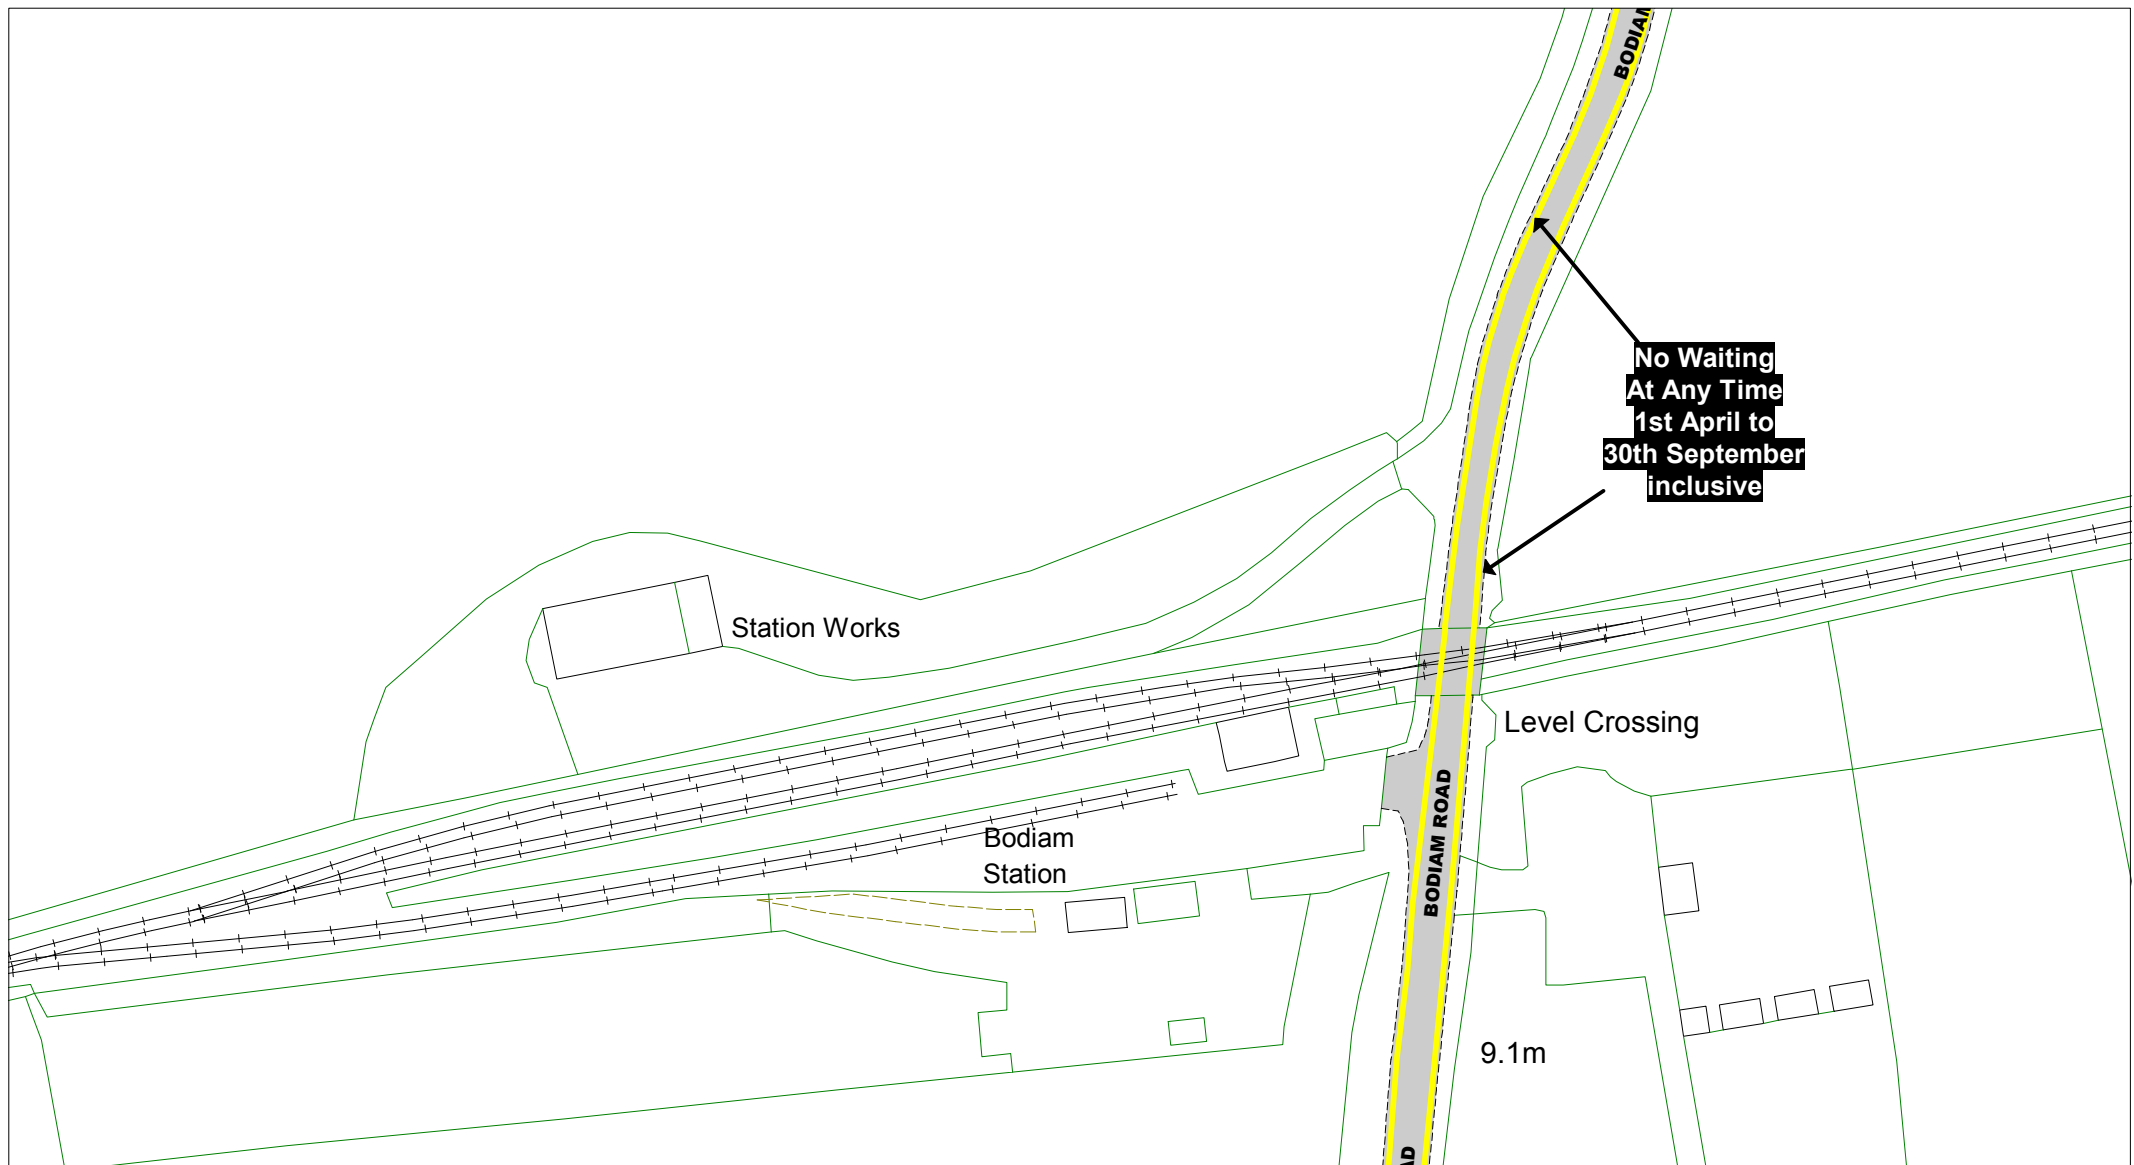 BODIAM
No Waiting
At Any Time
1st April to
30th September
inclusive
Station Works
Level Crossing
BODIAM ROAD
Bodiam
Station
9.1m
AD